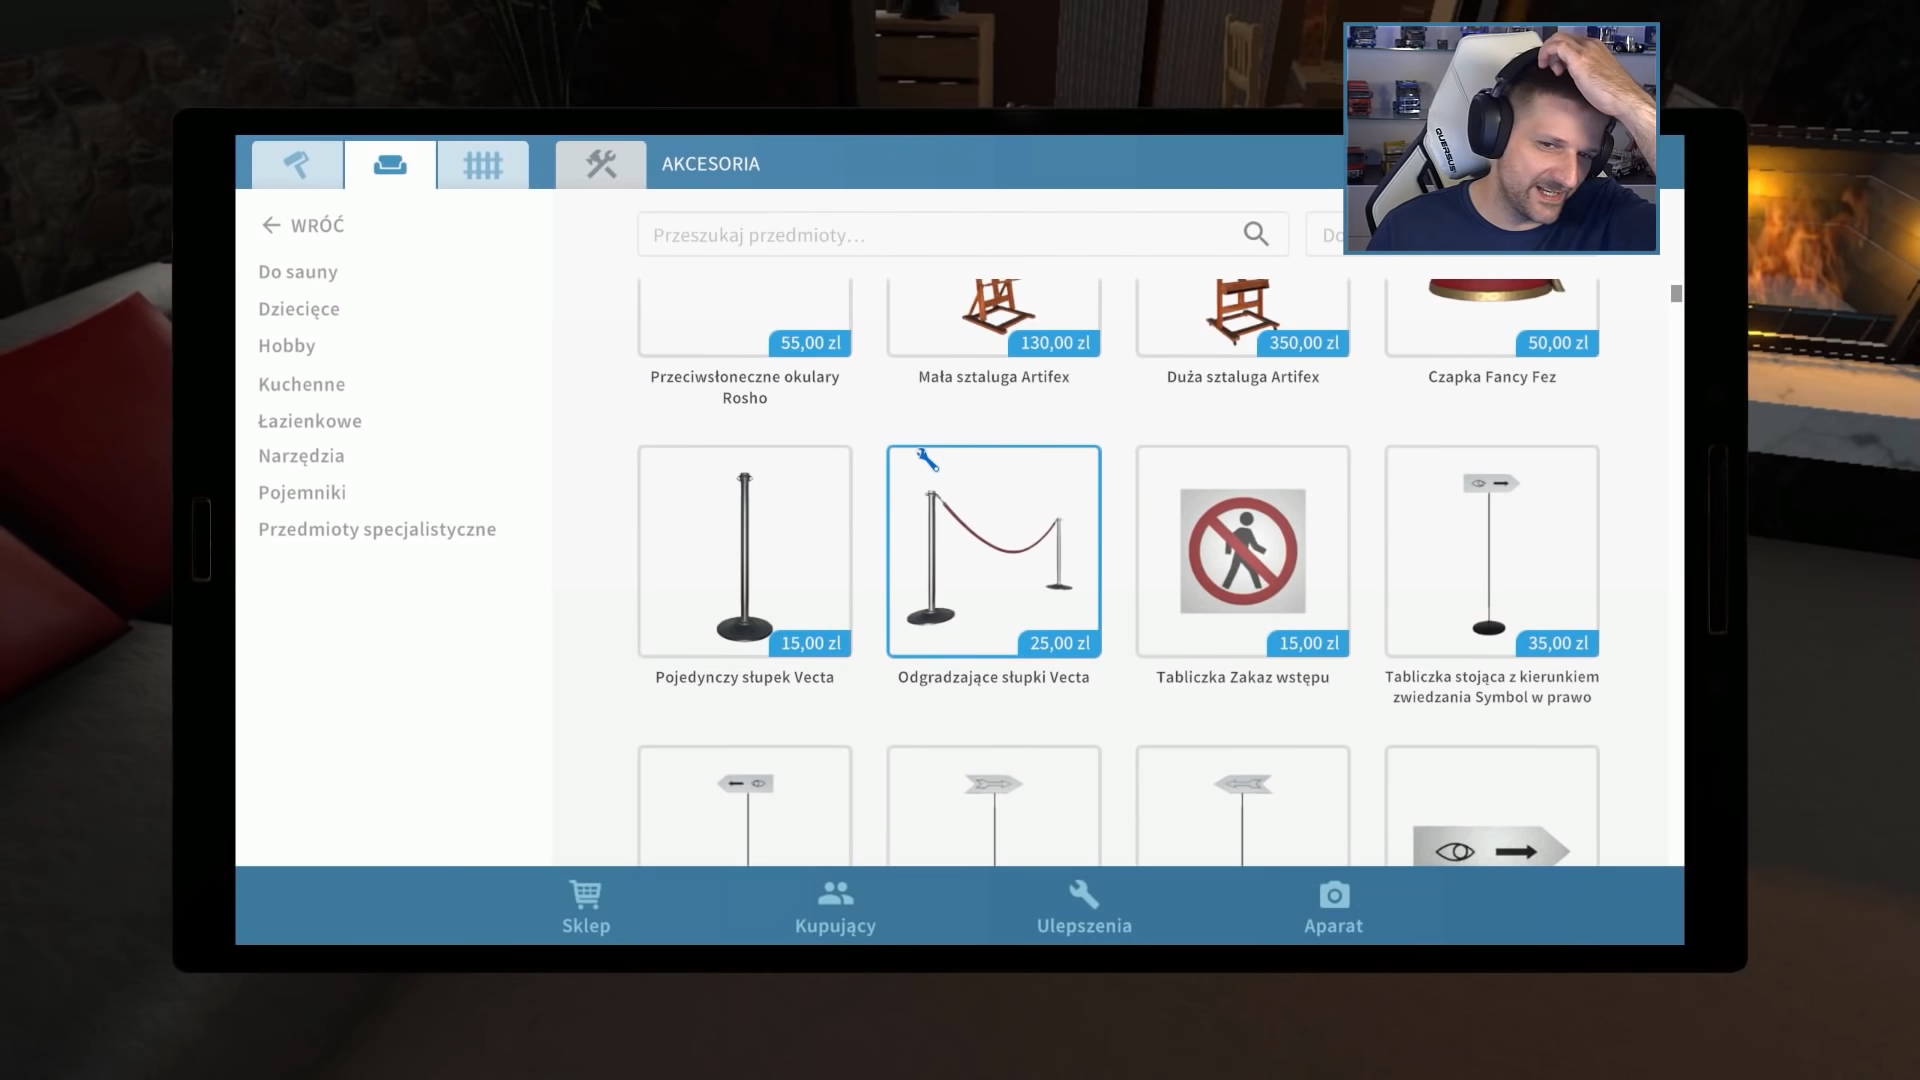 AKCESORIA
WRÓĆ
Przeszukaj przedmioty...
Do sauny
Dziecięce
Hobby
Kuchenne
Łazienkowe
Narzędzia
Pojemniki
Przedmioty specjalistyczne
55,00 zl
130,00 zl
350,00 zl
50,00 zl
Przeciwsłoneczne okulary
Rosho
Mała sztaluga Artifex
Duża sztaluga Artifex
Czapka Fancy Fez
15,00 zl
25,00 zl
15,00 zl
35,00 zl
Pojedynczy słupek Vecta
Odgradzające słupki Vecta
Tabliczka Zakaz wstępu
Tabliczka stojąca z kierunkiem
zwiedzania Symbol w prawo
Sklep
Kupujący
Ulepszenia
Aparat
QUERSUS